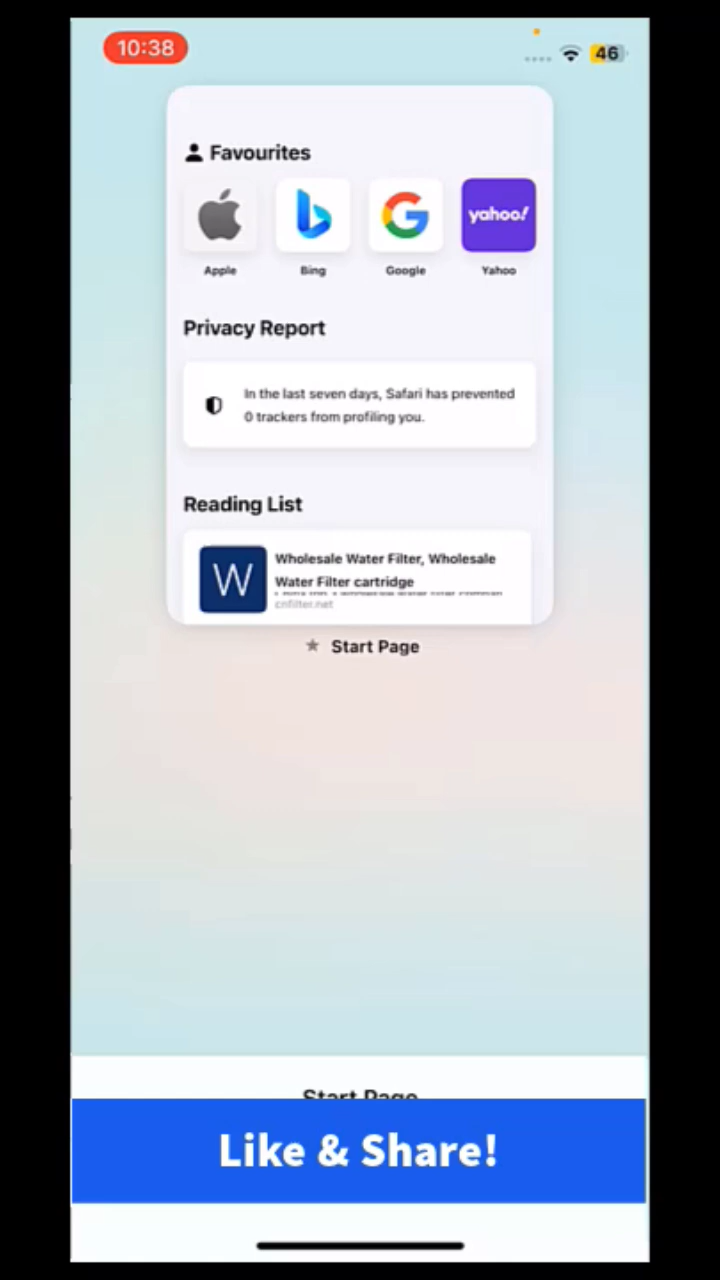 10:38
46
Favourites
yahoo!
Apple
Bing
Google
Yahoo
Privacy Report
In the last seven days, Safari has prevented
0 trackers from profiling you.
Reading List
W
Wholesale Water Filter, Wholesale
Water Filter cartridge
cnfilter.net
Start Page
Start Page
Like & Share!